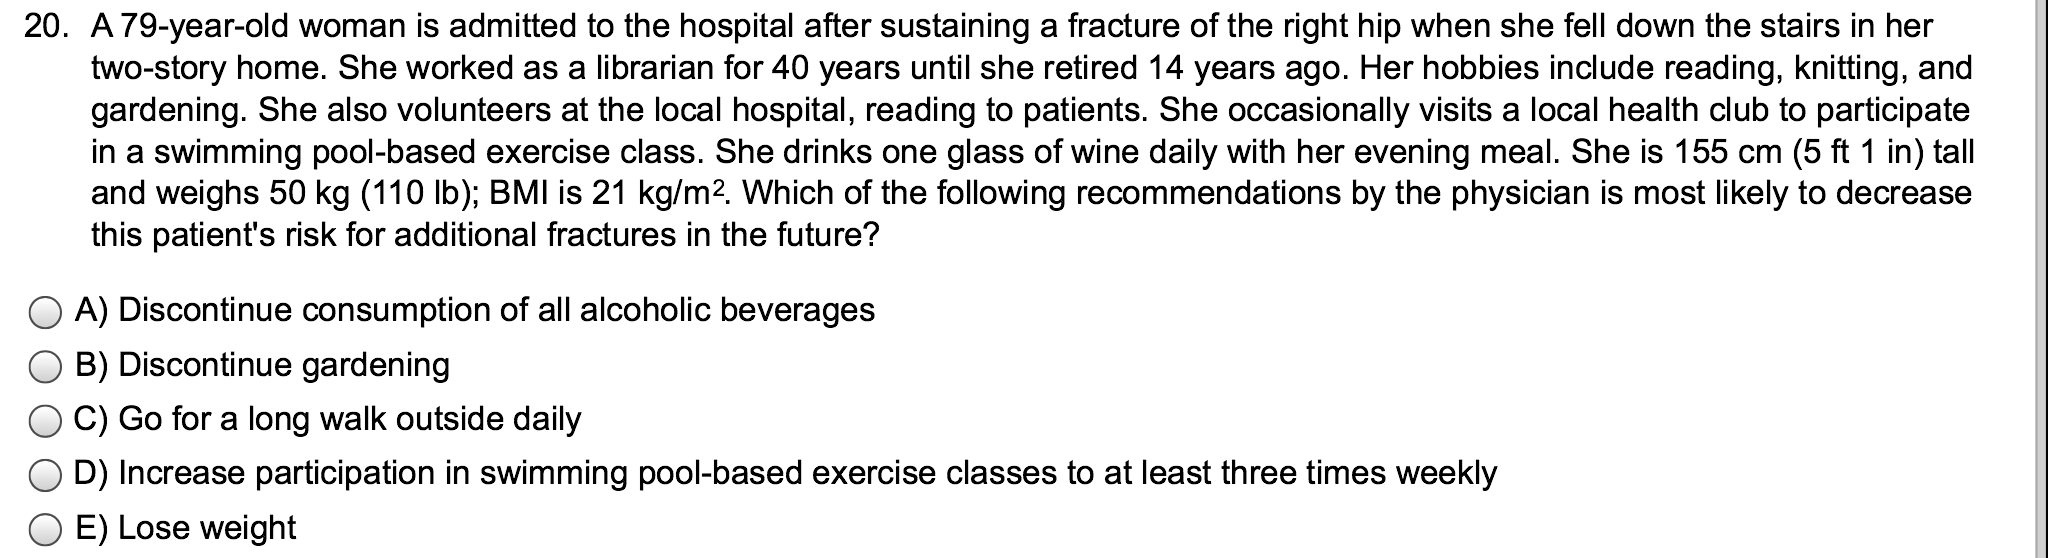 20. A 79-year-old woman is admitted to the hospital after sustaining a fracture of the right hip when she fell down the stairs in her
two-story home. She worked as a librarian for 40 years until she retired 14 years ago. Her hobbies include reading, knitting, and
gardening. She also volunteers at the local hospital, reading to patients. She occasionally visits a local health club to participate
in a swimming pool-based exercise class. She drinks one glass of wine daily with her evening meal. She is 155 cm (5 ft 1 in) tall
and weighs 50 kg (110 lb); BMI is 21 kg/m2. Which of the following recommendations by the physician is most likely to decrease
this patient's risk for additional fractures in the future?
A) Discontinue consumption of all alcoholic beverages
B) Discontinue gardening
C) Go for a long walk outside daily
D) Increase participation in swimming pool-based exercise classes to at least three times weekly
E) Lose weight